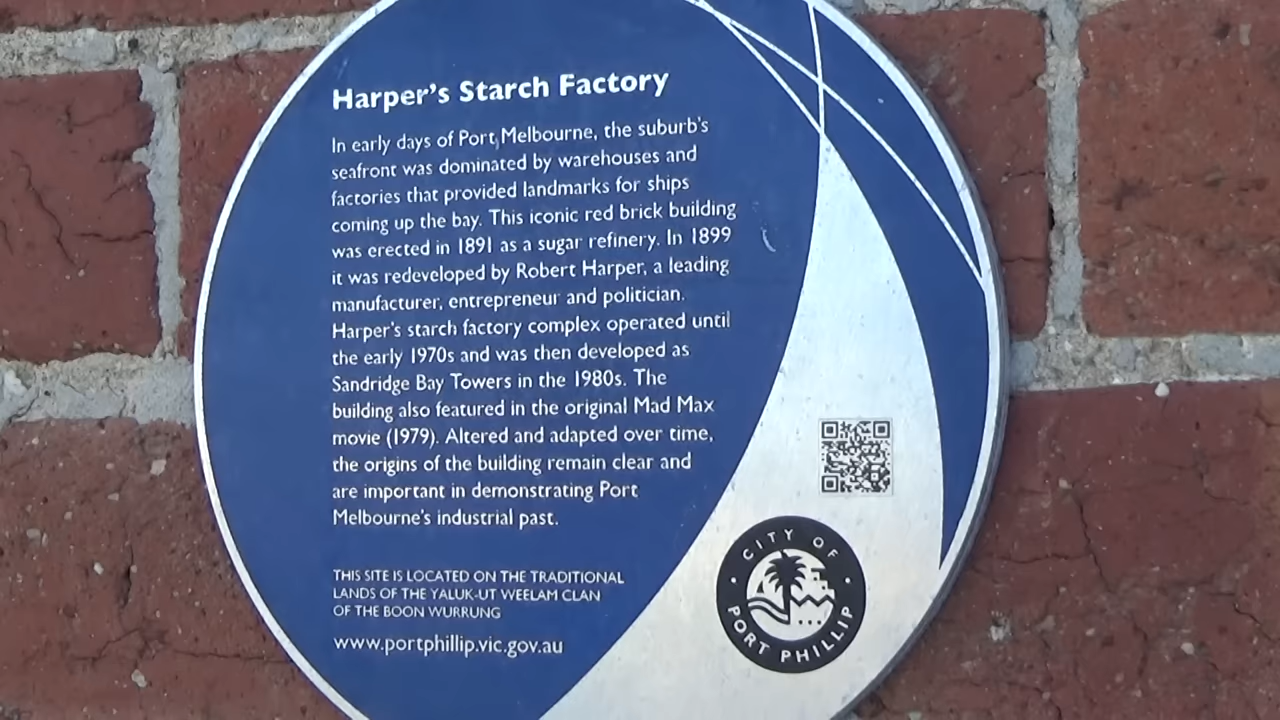 Harper's Starch Factory
In early days of Port Melbourne, the suburb's
seafront was dominated by warehouses and
factories that provided landmarks for ships
coming up the bay. This iconic red brick building
was erected in 1891 as a sugar refinery. In 1899
it was redeveloped by Robert Harper, a leading
manufacturer, entrepreneur and politician.
Harper's starch factory complex operated until
the early 1970s and was then developed as
Sandridge Bay Towers in the 1980s. The
building also featured in the original Mad Max
movie (1979). Altered and adapted over time,
the origins of the building remain clear and
are important in demonstrating Port
Melbourne's industrial past.
THIS SITE IS LOCATED ON THE TRADITIONAL
LANDS OF THE YALUK-UT WEELAM CLAN
OF THE BOON WURRUNG
www.portphillip.vic.gov.au
CITY OF
PORT PHILLIP